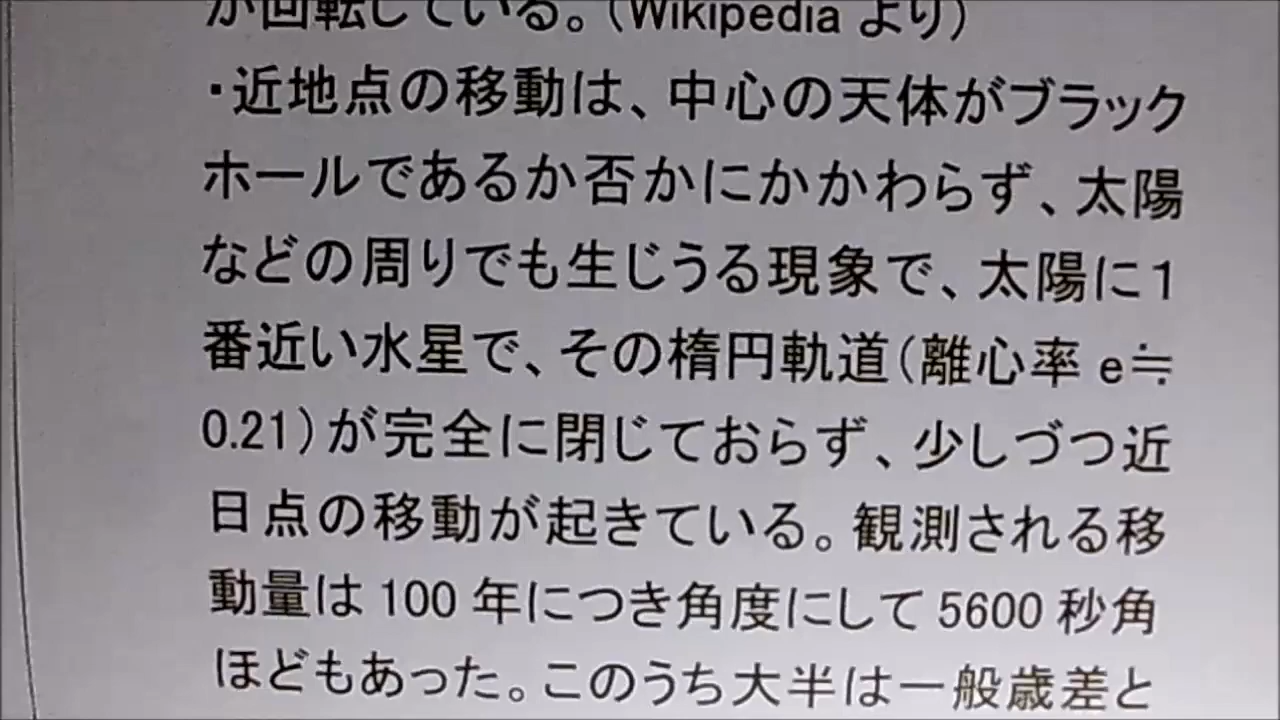 が回転している。（Wikipedia より）
・近地点の移動は、中心の天体がブラック
ホールであるか否かにかかわらず、太陽
などの周りでも生じうる現象で、太陽に１
番近い水星で、その楕円軌道（離心率 e≒
0.21）が完全に閉じておらず、少しづつ近
日点の移動が起きている。観測される移
動量は 100 年につき角度にして 5600 秒角
ほどもあった。このうち大半は一般歳差と